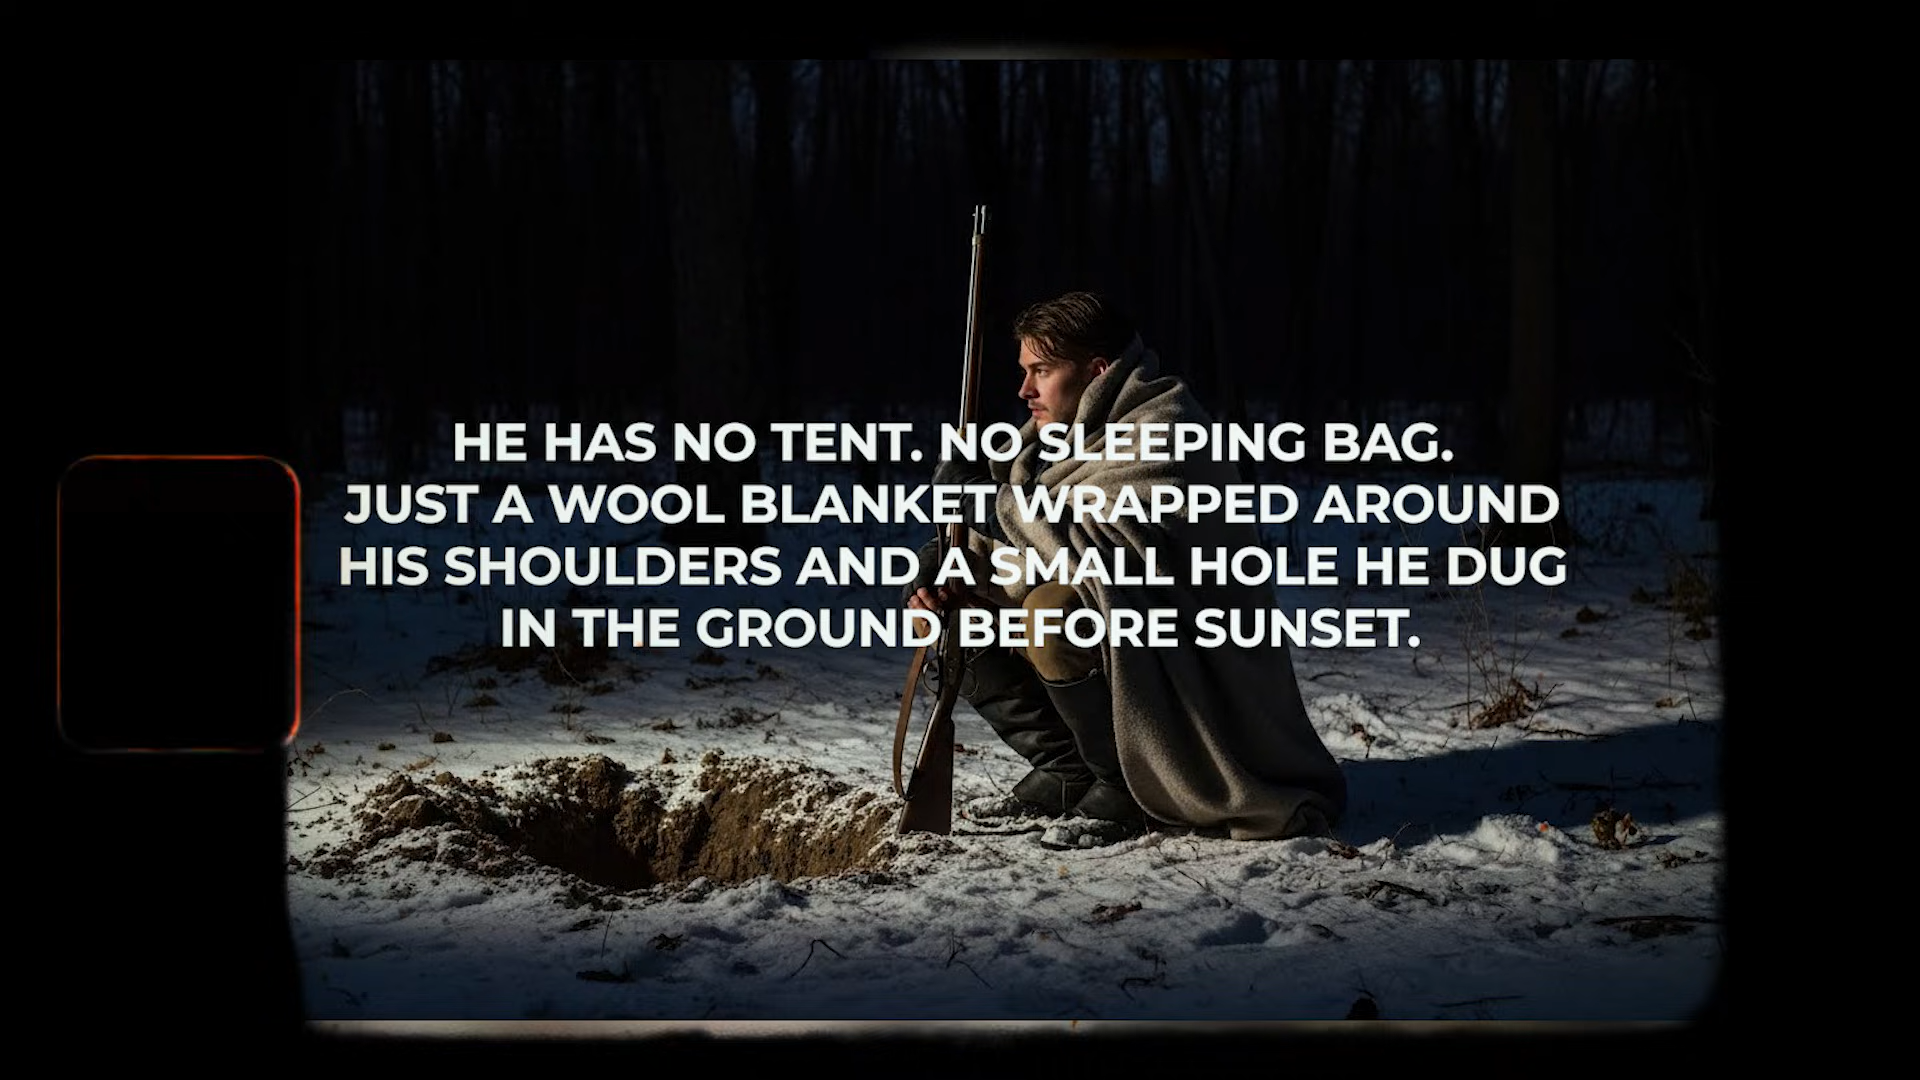 HE HAS NO TENT. NO SLEEPING BAG.
JUST A WOOL BLANKET WRAPPED AROUND
HIS SHOULDERS AND A SMALL HOLE HE DUG
IN THE GROUND BEFORE SUNSET.